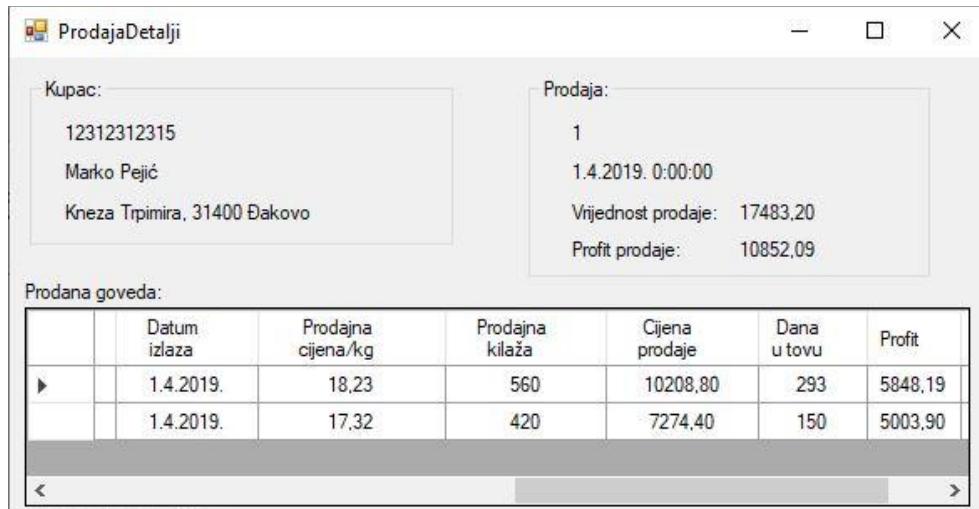 ProdajaDetalji
Kupac:
12312312315
Marko Pejić
Kneza Trpimira, 31400 Đakovo
Prodaja:
1
1.4.2019. 0:00:00
Vrijednost prodaje: 17483,20
Profit prodaje: 10852,09
Prodana goveda:
Datum izlaza Prodajna cijena/kg Prodajna kilaža Cijena prodaje Dana u tovu Profit
1.4.2019. 18,23 560 10208,80 293 5848,19
1.4.2019. 17,32 420 7274,40 150 5003,90